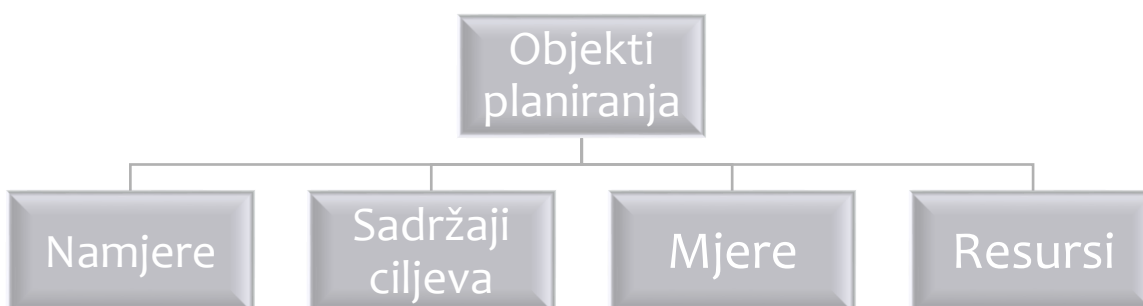 Objekti
planiranja
Namjere
Sadržaji
ciljeva
Mjere
Resursi